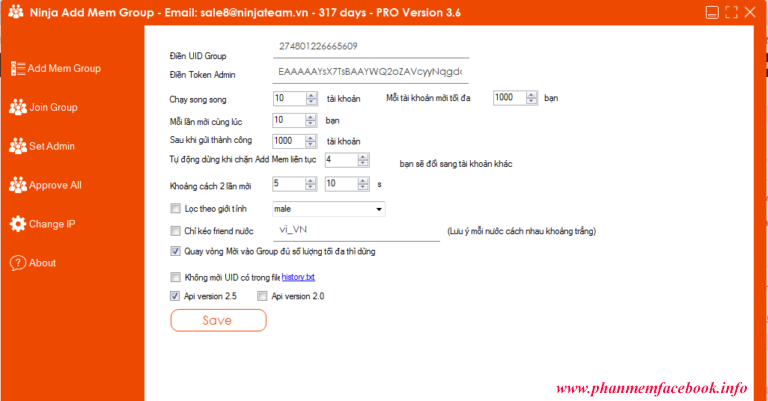 Ninja Add Mem Group - Email: sale8@ninjateam.vn - 317 days - PRO Version 3.6
Add Mem Group
Join Group
Set Admin
Approve All
Change IP
About
Điền UID Group 274801226665609
Điền Token Admin
Chạy song song 10 tài khoản Mỗi tài khoản mời tối đa 1000 bạn
Mỗi lần mời cùng lúc 10 bạn
Sau khi gửi thành công 1000 tài khoản
Tự động dừng khi chặn Add Mem liên tục 4 bạn sẽ đổi sang tài khoản khác
Khoảng cách 2 lần mời 5 10 s
Lọc theo giới tính male
Chỉ kéo friend nước vi_VN (Lưu ý mỗi nước cách nhau khoảng trắng)
Quay vòng Mời vào Group đủ số lượng tối đa thì dừng
Không mời UID có trong file history.txt
Api version 2.5 Api version 2.0
Save
www.phanmemfacebook.info